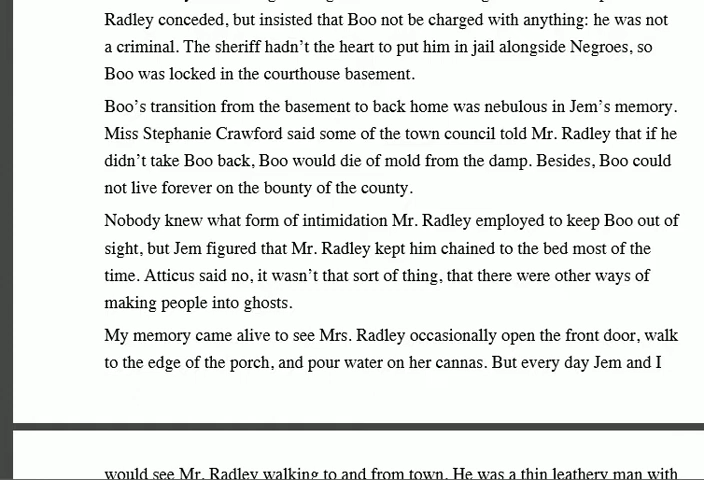 Radley conceded, but insisted that Boo not be charged with anything: he was not
a criminal. The sheriff hadn’t the heart to put him in jail alongside Negroes, so
Boo was locked in the courthouse basement.
Boo’s transition from the basement to back home was nebulous in Jem’s memory.
Miss Stephanie Crawford said some of the town council told Mr. Radley that if he
didn’t take Boo back, Boo would die of mold from the damp. Besides, Boo could
not live forever on the bounty of the county.
Nobody knew what form of intimidation Mr. Radley employed to keep Boo out of
sight, but Jem figured that Mr. Radley kept him chained to the bed most of the
time. Atticus said no, it wasn’t that sort of thing, that there were other ways of
making people into ghosts.
My memory came alive to see Mrs. Radley occasionally open the front door, walk
to the edge of the porch, and pour water on her cannas. But every day Jem and I
would see Mr. Radley walking to and from town. He was a thin leathery man with